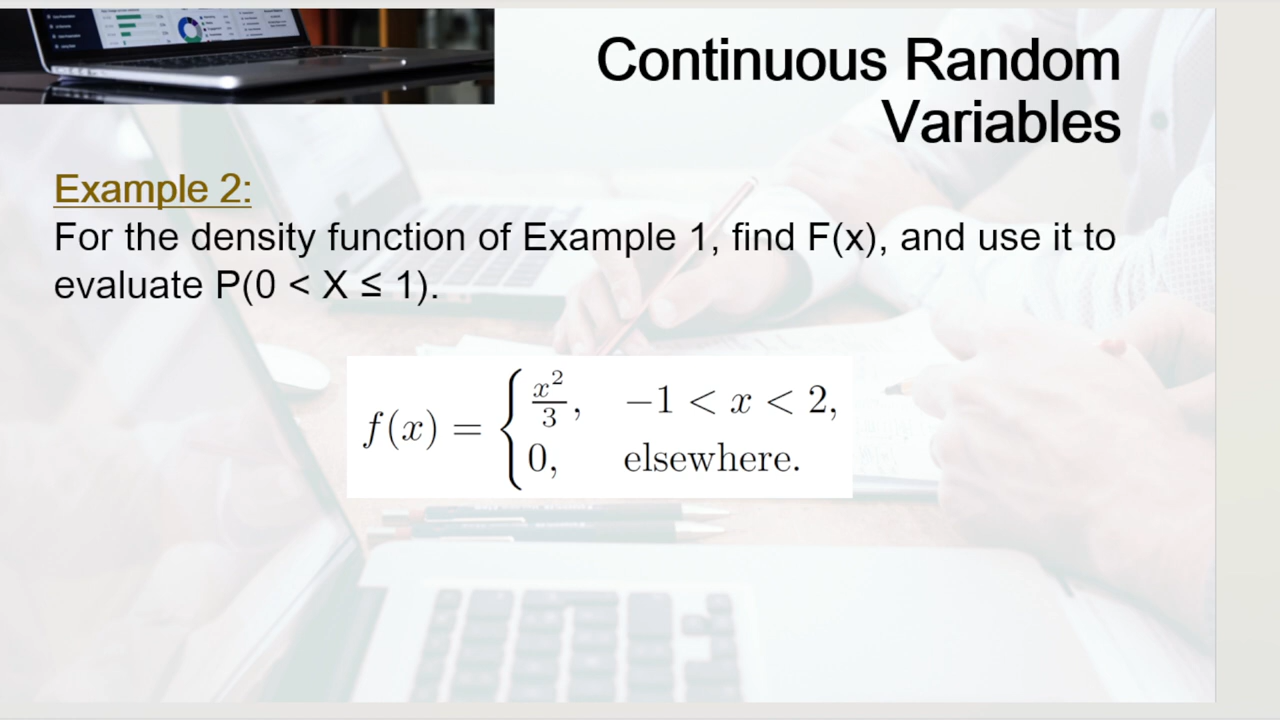 Continuous Random
Variables
Example 2:
For the density function of Example 1, find F(x), and use it to
evaluate P(0 < X ≤ 1).
f(x) = { x²/3, −1 < x < 2,
0, elsewhere.